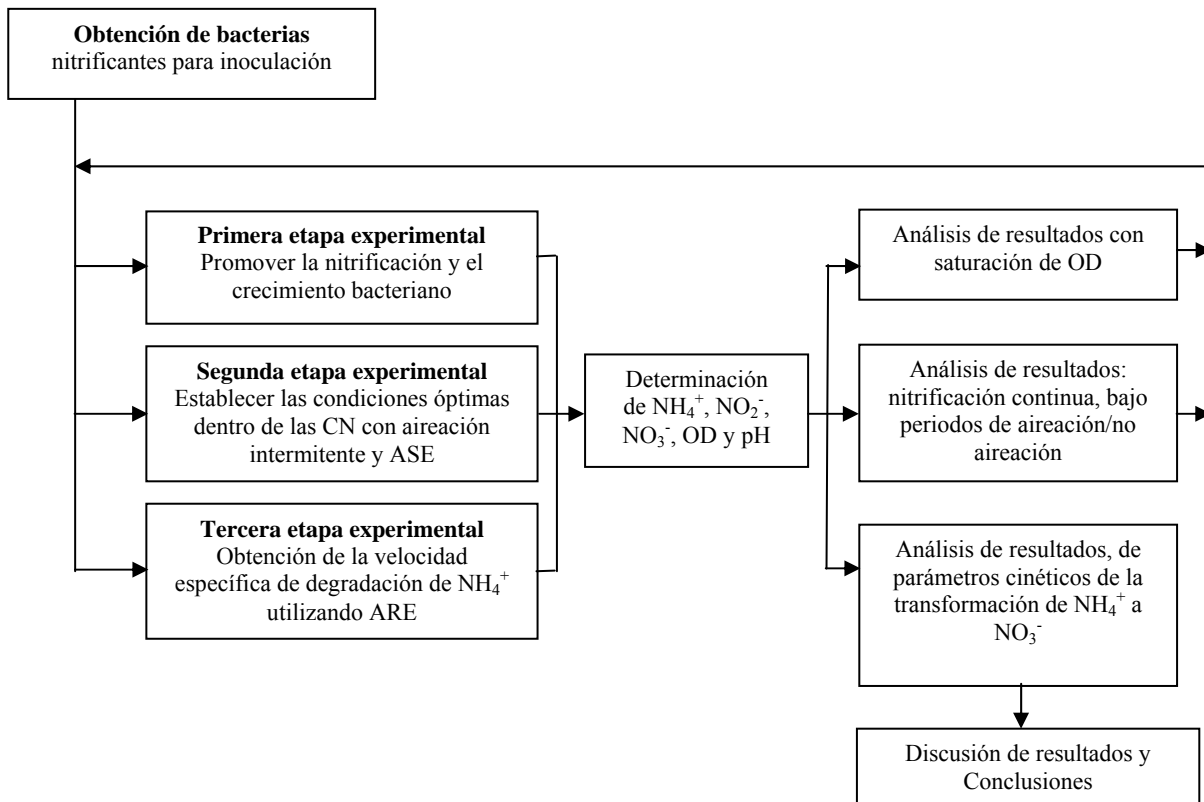 Obtención de bacterias
nitrificantes para inoculación
Primera etapa experimental
Promover la nitrificación y el
crecimiento bacteriano
Segunda etapa experimental
Establecer las condiciones óptimas
dentro de las CN con aireación
intermitente y ASE
Tercera etapa experimental
Obtención de la velocidad
específica de degradación de NH₄⁺
utilizando ARE
Determinación
de NH₄⁺, NO₂⁻,
NO₃⁻, OD y pH
Análisis de resultados con
saturación de OD
Análisis de resultados:
nitrificación continua, bajo
periodos de aireación/no
aireación
Análisis de resultados, de
parámetros cinéticos de la
transformación de NH₄⁺ a
NO₃⁻
Discusión de resultados y
Conclusiones